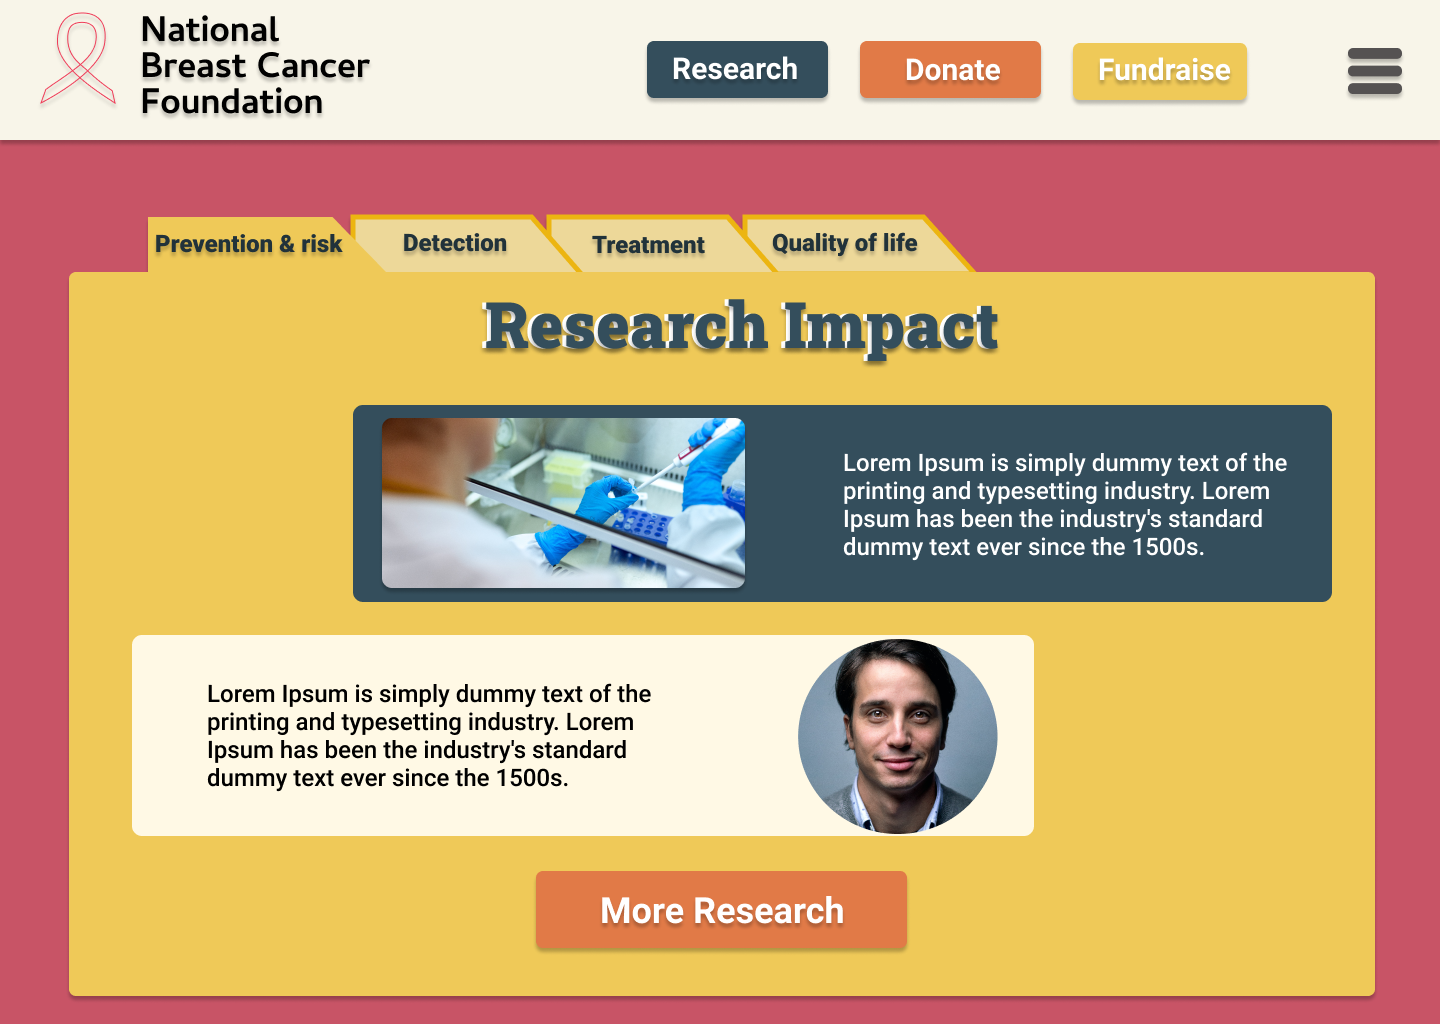 National
Breast Cancer
Foundation
Research
Donate
Fundraise
Prevention & risk
Detection
Treatment
Quality of life
Research Impact
Lorem Ipsum is simply dummy text of the
printing and typesetting industry. Lorem
Ipsum has been the industry's standard
dummy text ever since the 1500s.
Lorem Ipsum is simply dummy text of the
printing and typesetting industry. Lorem
Ipsum has been the industry's standard
dummy text ever since the 1500s.
More Research